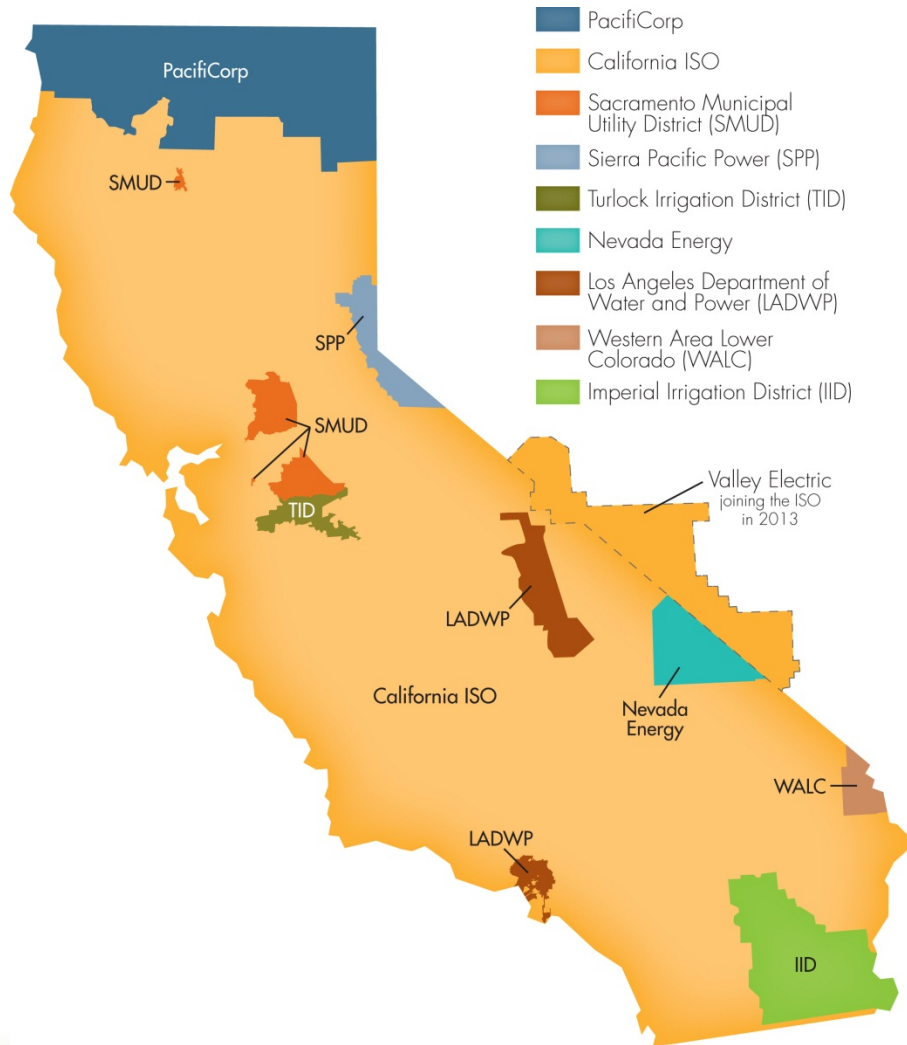 PacifiCorp
California ISO
Sacramento Municipal
Utility District (SMUD)
Sierra Pacific Power (SPP)
Turlock Irrigation District (TID)
Nevada Energy
Los Angeles Department of
Water and Power (LADWP)
Western Area Lower
Colorado (WALC)
Imperial Irrigation District (IID)
PacifiCorp
SMUD
SPP
SMUD
TID
Valley Electric
joining the ISO
in 2013
LADWP
California ISO
Nevada
Energy
WALC
LADWP
IID